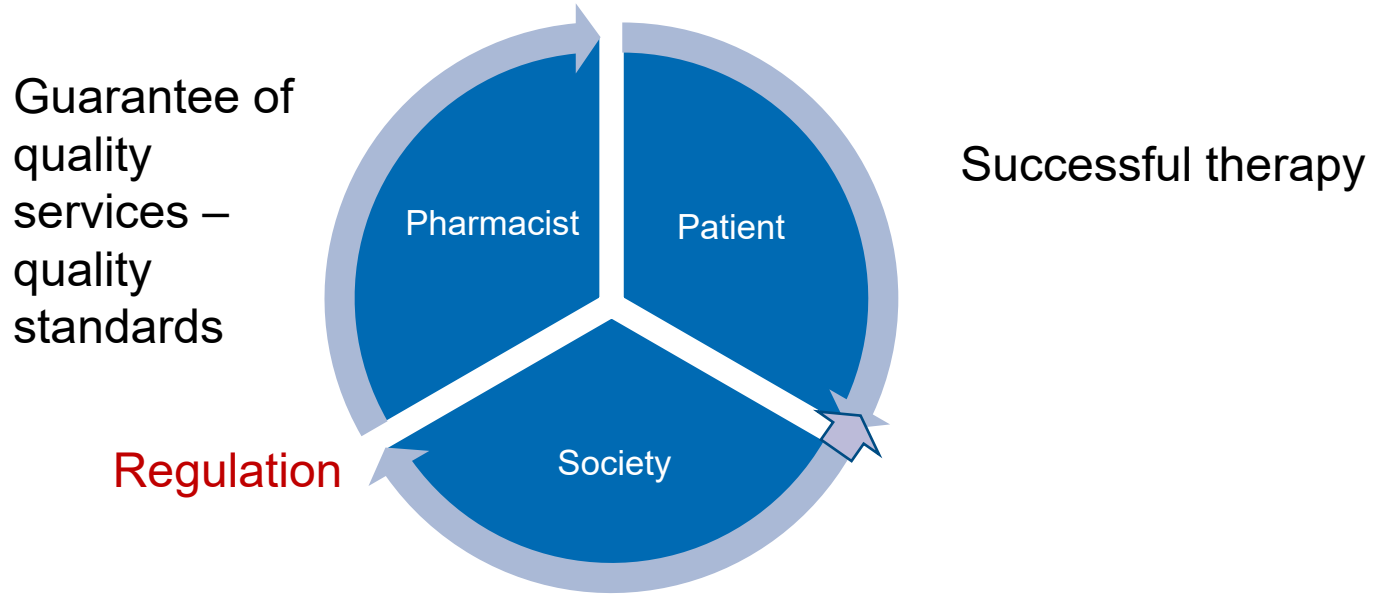 Guarantee of
quality
services –
quality
standards
Pharmacist
Patient
Successful therapy
Regulation
Society